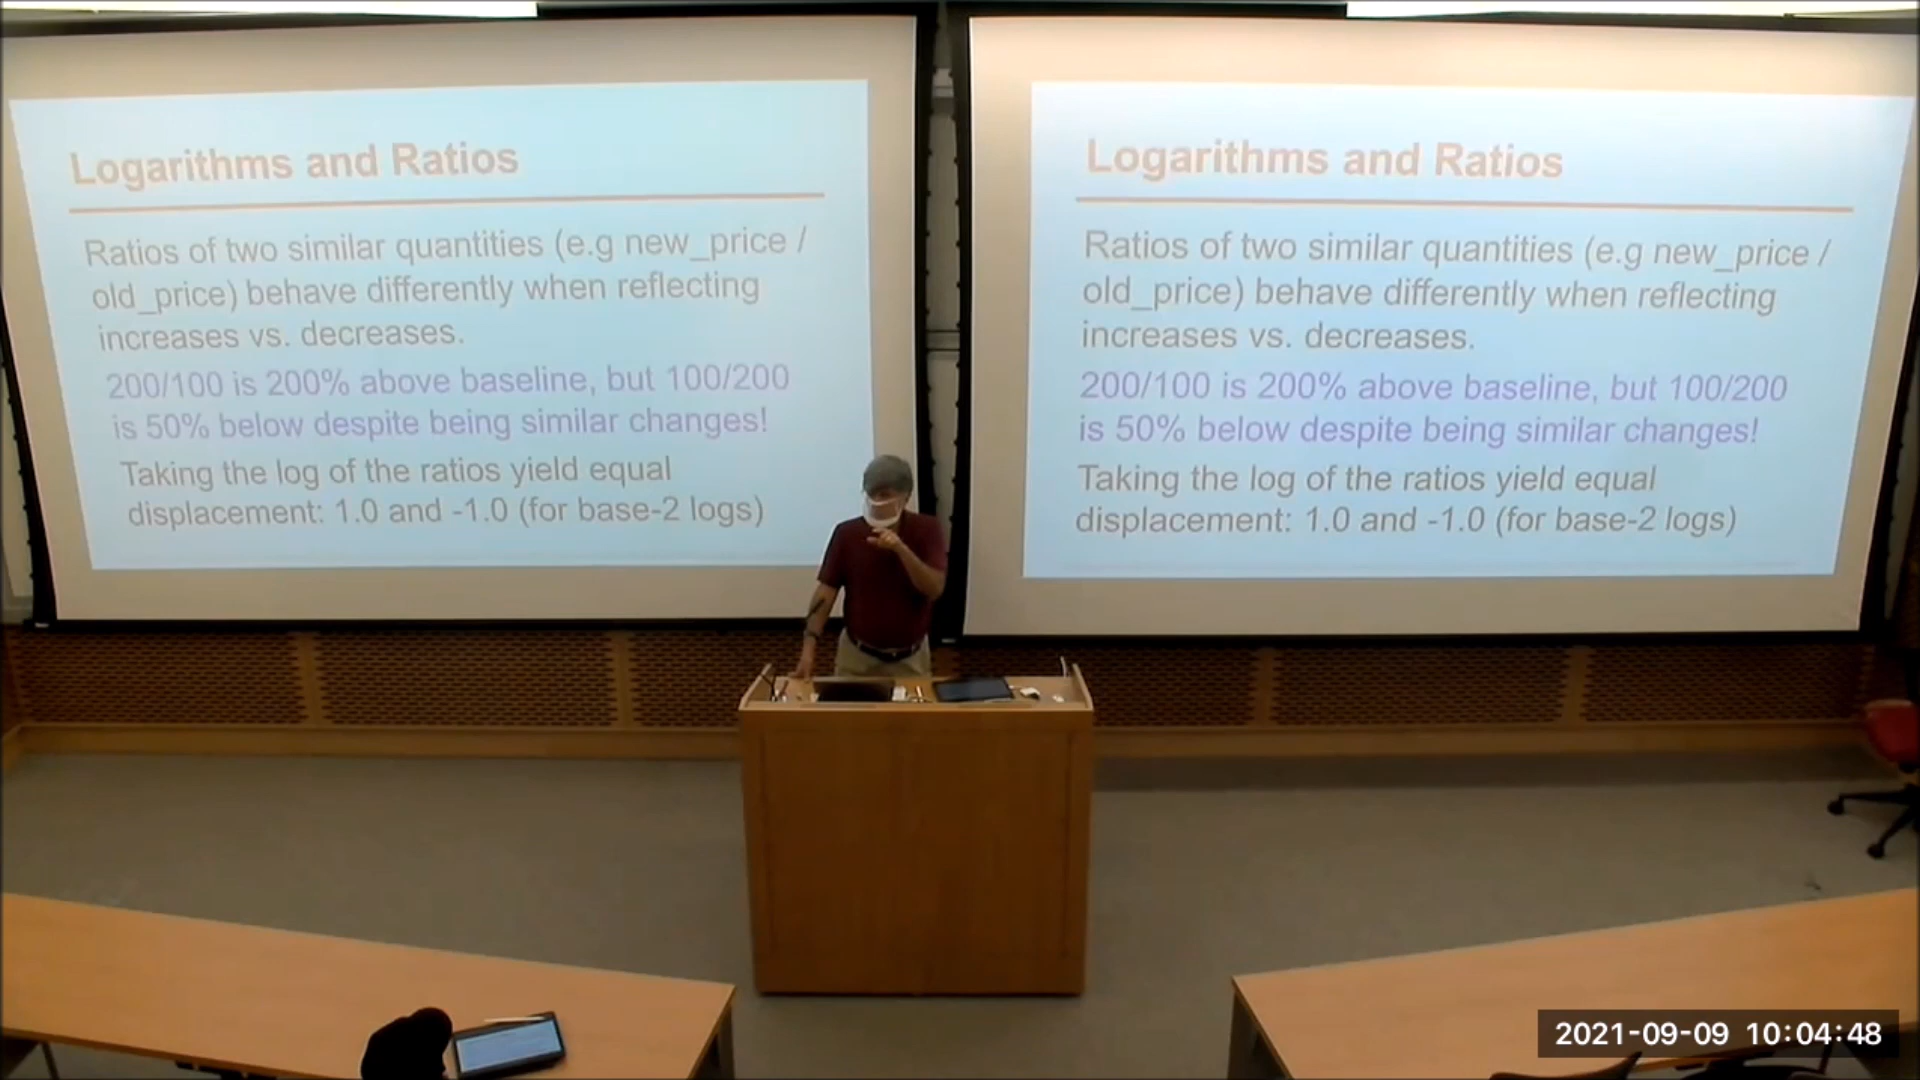 Logarithms and Ratios
Ratios of two similar quantities (e.g new_price /
old_price) behave differently when reflecting
increases vs. decreases.
200/100 is 200% above baseline, but 100/200
is 50% below despite being similar changes!
Taking the log of the ratios yield equal
displacement: 1.0 and -1.0 (for base-2 logs)
Logarithms and Ratios
Ratios of two similar quantities (e.g new_price /
old_price) behave differently when reflecting
increases vs. decreases.
200/100 is 200% above baseline, but 100/200
is 50% below despite being similar changes!
Taking the log of the ratios yield equal
displacement: 1.0 and -1.0 (for base-2 logs)
2021-09-09 10:04:48